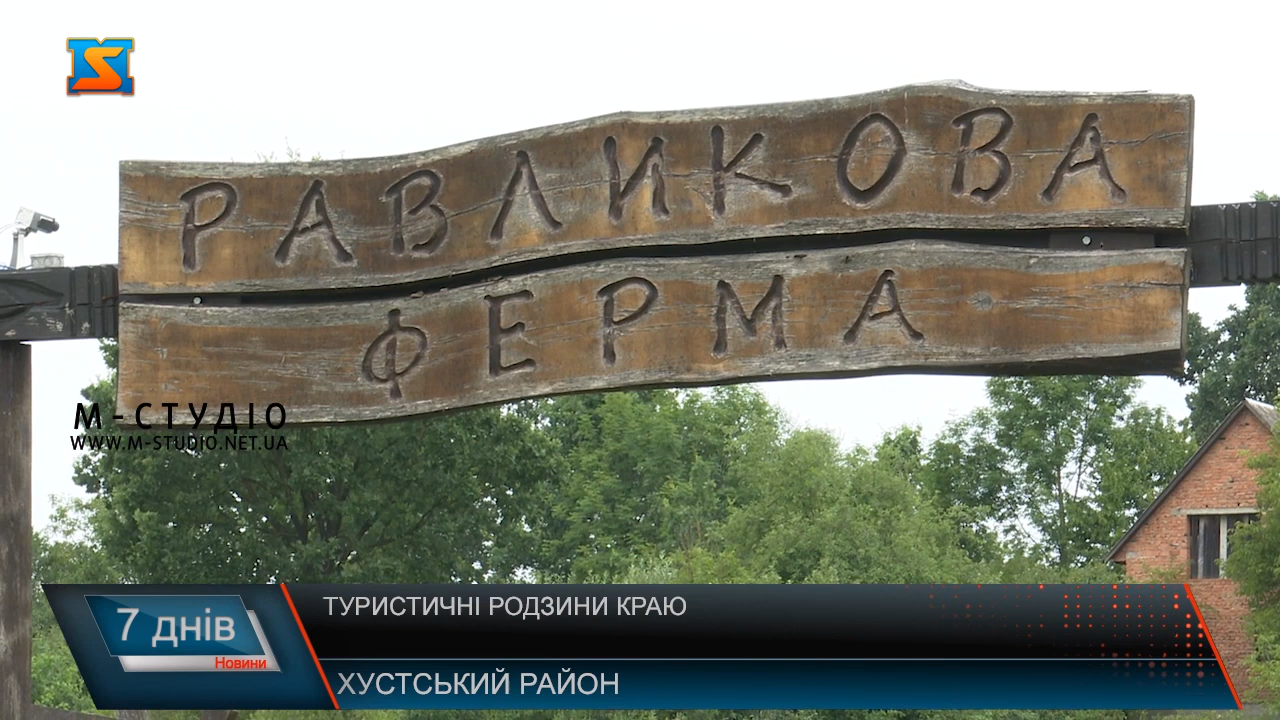 РАВЛИКОВА
ФЕРМА
М-СТУДІО
WWW.M-STUDIO.NET.UA
7 днів
Новини
ТУРИСТИЧНІ РОДЗИНИ КРАЮ
ХУСТСЬКИЙ РАЙОН